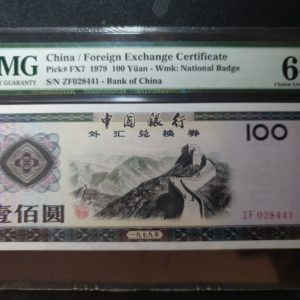 MG
China / Foreign Exchange Certificate
Pick# FX7 1979 100 Yüan - Wmk: National Badge
S/N ZF028441 - Bank of China
6
中國銀行
外汇兑换券
100
壹佰圆
ZF 028441
一九七九年